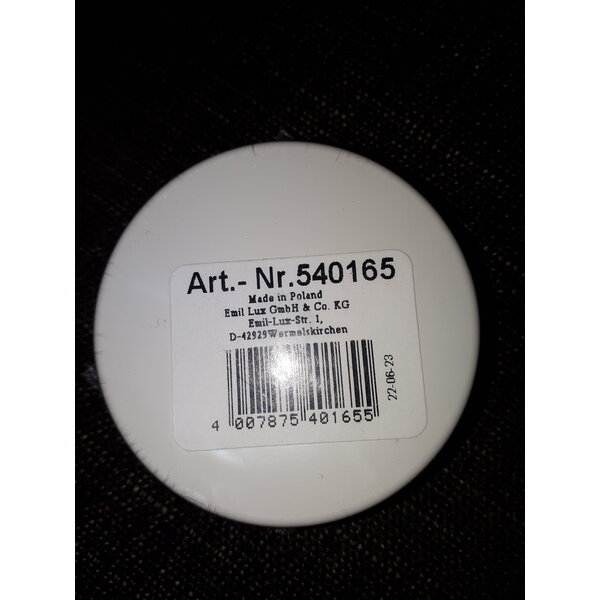 Art.- Nr.540165
Made in Poland
Emil Lux GmbH & Co. KG
Emil-Lux-Str. 1,
D-42929Wermelskirchen
4 007875 401655
22-06-23